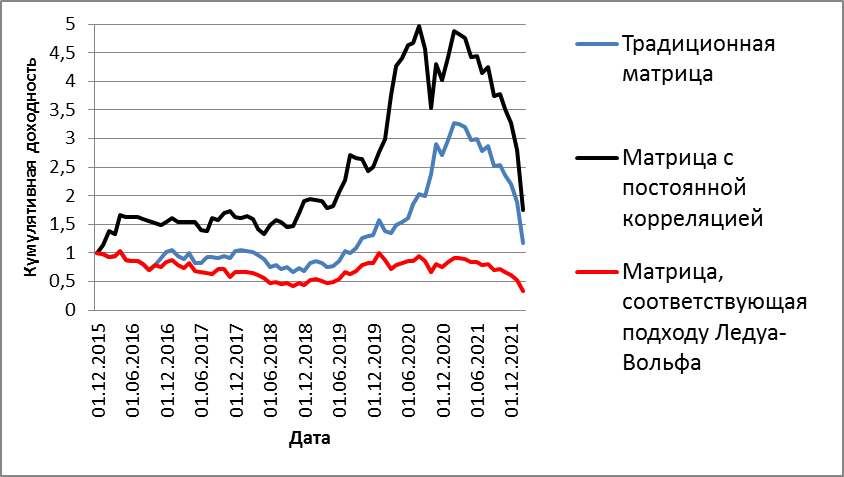 5
4,5
4
3,5
3
2,5
2
1,5
1
0,5
0
Кумулятивная доходность
01.12.2015
01.06.2016
01.12.2016
01.06.2017
01.12.2017
01.06.2018
01.12.2018
01.06.2019
01.12.2019
01.06.2020
01.12.2020
01.06.2021
01.12.2021
Дата
Традиционная
матрица
Матрица с
постоянной
корреляцией
Матрица,
соответствующая
подходу Ледуа-
Вольфа